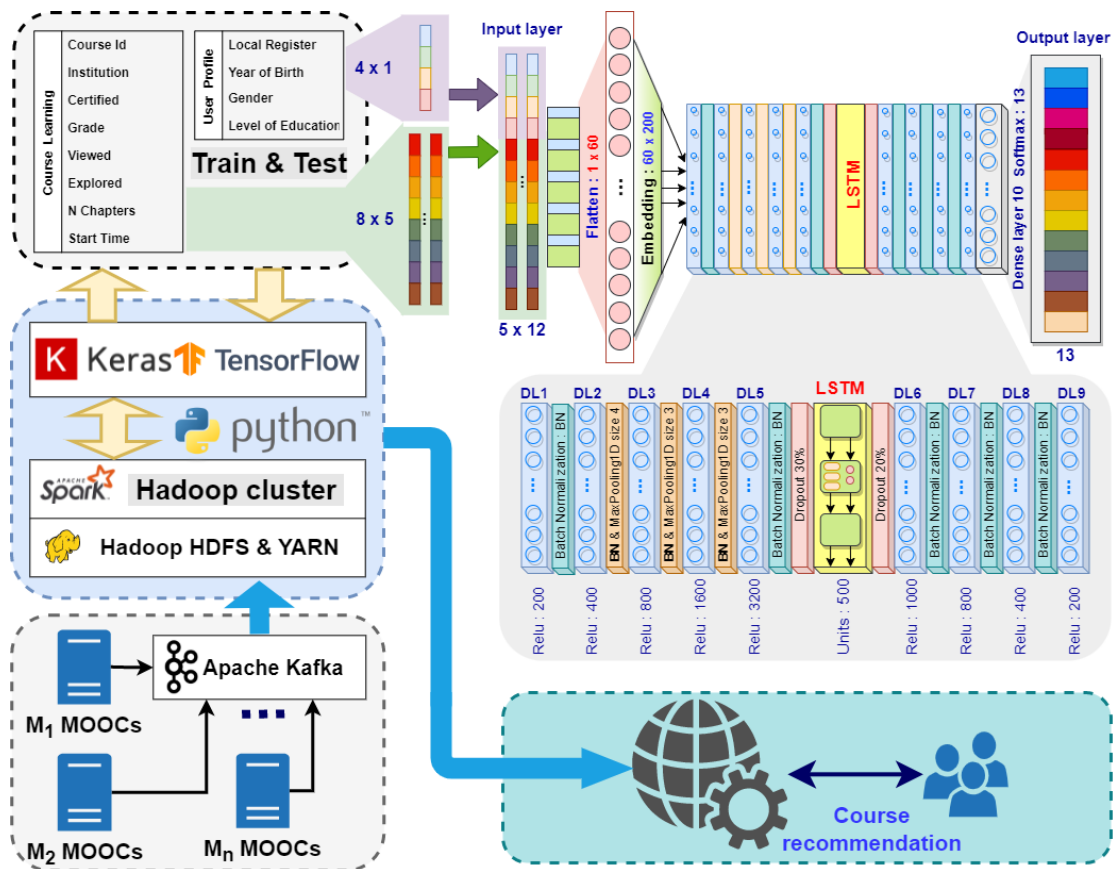 Course Learning
Course Id
Institution
Certified
Grade
Viewed
Explored
N Chapters
Start Time
User Profile
Local Register
Year of Birth
Gender
Level of Education
Train & Test
4 x 1
8 x 5
Input layer
5 x 12
Flatten : 1 x 60
Embedding : 60 x 200
LSTM
Output layer
Dense layer 10 Softmax : 13
13
K Keras TensorFlow
python™
APACHE
Spark™
Hadoop cluster
Hadoop HDFS & YARN
Apache Kafka
M1 MOOCs
M2 MOOCs
Mn MOOCs
DL1
DL2
DL3
DL4
DL5
LSTM
DL6
DL7
DL8
DL9
Batch Normalization : BN
BN & MaxPooling1D size 4
BN & MaxPooling1D size 3
BN & MaxPooling1D size 3
Batch Normalization : BN
Dropout 30%
Dropout 20%
Batch Normalization : BN
Batch Normalization : BN
Batch Normalization : BN
Relu : 200
Relu : 400
Relu : 800
Relu : 1600
Relu : 3200
Units : 500
Relu : 1000
Relu : 800
Relu : 400
Relu : 200
Course
recommendation